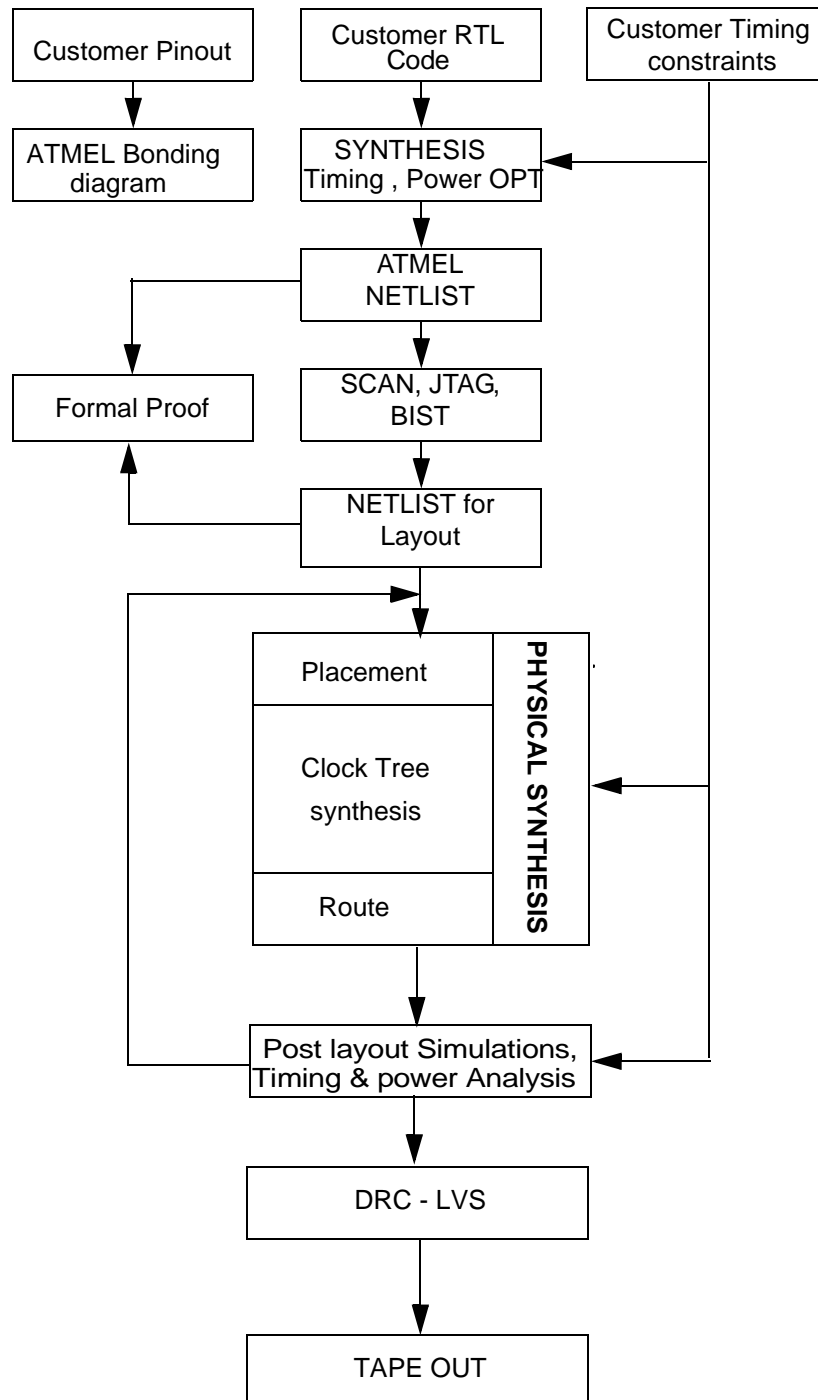 Customer Pinout
Customer RTL
Code
Customer Timing
constraints
ATMEL Bonding
diagram
SYNTHESIS
Timing , Power OPT
ATMEL
NETLIST
Formal Proof
SCAN, JTAG,
BIST
NETLIST for
Layout
Placement
Clock Tree
synthesis
Route
PHYSICAL SYNTHESIS
Post layout Simulations,
Timing & power Analysis
DRC - LVS
TAPE OUT